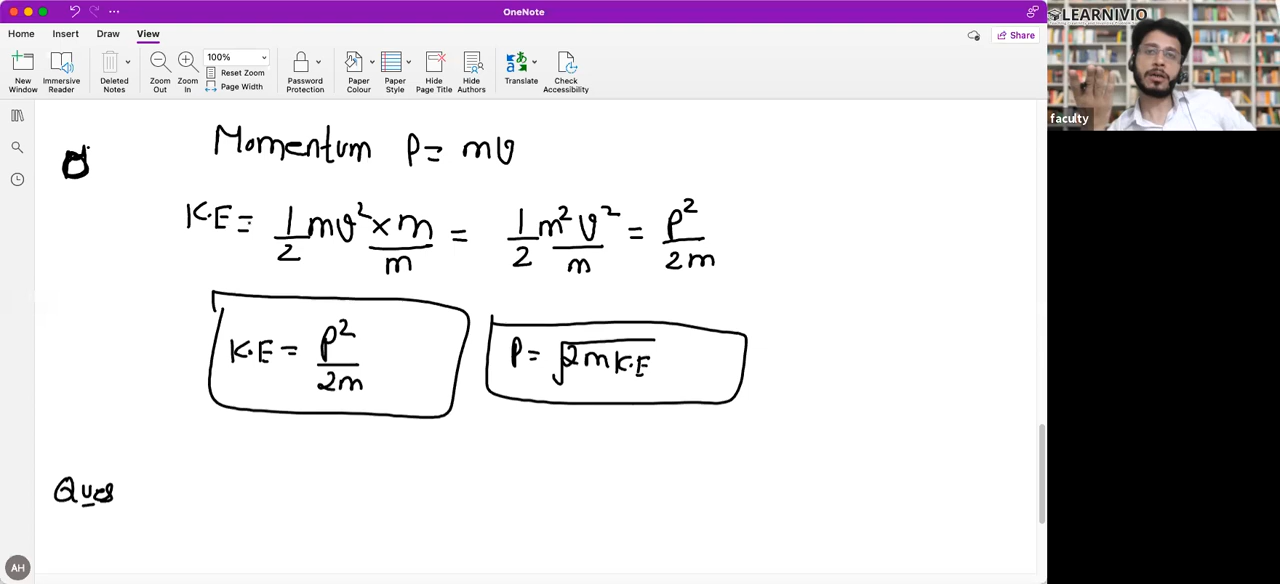 OneNote
Home Insert Draw View
Share
New Window
Immersive Reader
Deleted Notes
Zoom Out
Zoom In
100%
Reset Zoom
Page Width
Password Protection
Paper Colour
Paper Style
Hide Page Title
Hide Authors
Translate
Check Accessibility
LEARNIVIO
faculty
Momentum P = mv
K.E = 1/2 mv² × m/m = 1/2 m²v²/m = P²/2m
K.E = P²/2m
P = √2mK.E
Ques
AH